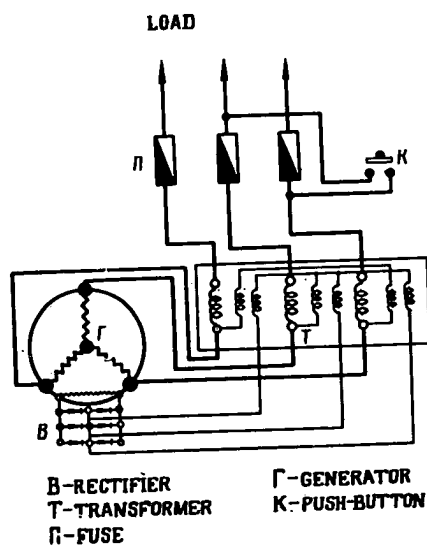 LOAD
П
К
Г
Т
В
В-RECTIFIER
Т-TRANSFORMER
П-FUSE
Г-GENERATOR
К-PUSH-BUTTON